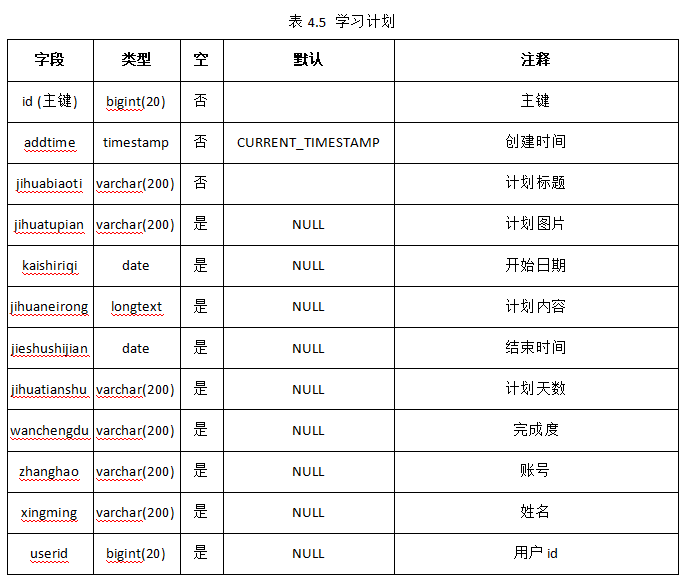 表 4.5 学习计划
字段 类型 空 默认 注释
id (主键) bigint(20) 否 主键
addtime timestamp 否 CURRENT_TIMESTAMP 创建时间
jihuabiaoti varchar(200) 否 计划标题
jihuatupian varchar(200) 是 NULL 计划图片
kaishiriqi date 是 NULL 开始日期
jihuaneirong longtext 是 NULL 计划内容
jieshushijian date 是 NULL 结束时间
jihuatianshu varchar(200) 是 NULL 计划天数
wanchengdu varchar(200) 是 NULL 完成度
zhanghao varchar(200) 是 NULL 账号
xingming varchar(200) 是 NULL 姓名
userid bigint(20) 是 NULL 用户 id